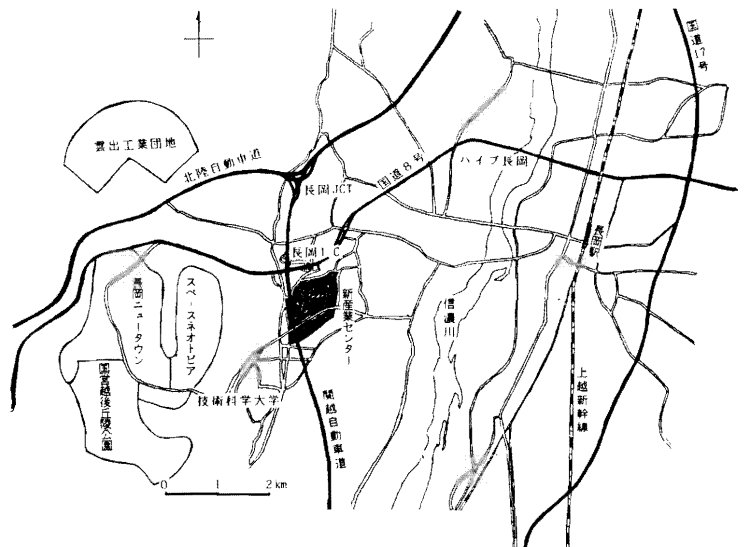 国道17号
雲出工業団地
北陸自動車道
長岡JCT
国道8号
ハイブ長岡
長岡駅
長岡IC
長岡ニュータウン
スペースネオトピア
新産業センター
信濃川
上越新幹線
国営越後丘陵公園
技術科学大学
関越自動車道
0 1 2km